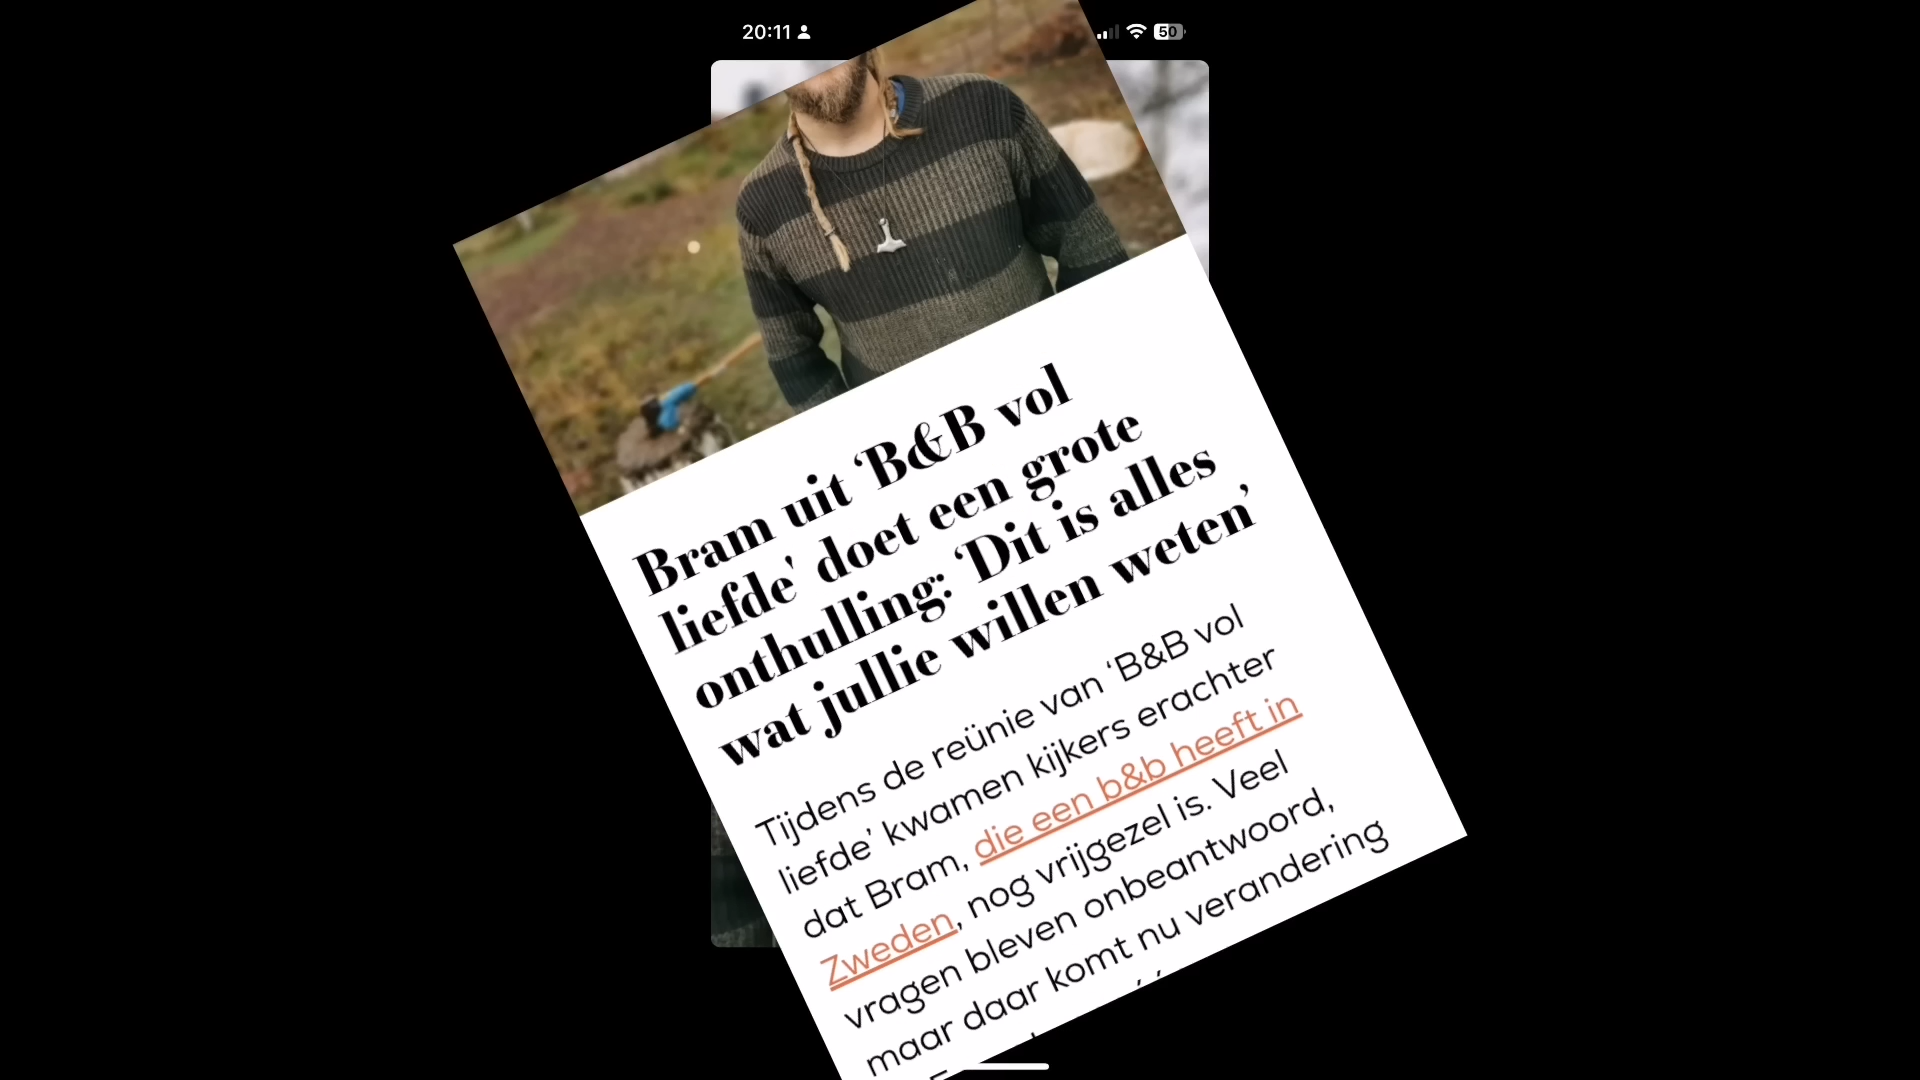 20:11
50
Bram uit ‘B&B vol
liefde' doet een grote
onthulling: ‘Dit is alles
wat jullie willen weten’
Tijdens de reünie van ‘B&B vol
liefde’ kwamen kijkers erachter
dat Bram, die een b&b heeft in
Zweden, nog vrijgezel is. Veel
vragen bleven onbeantwoord,
maar daar komt nu verandering